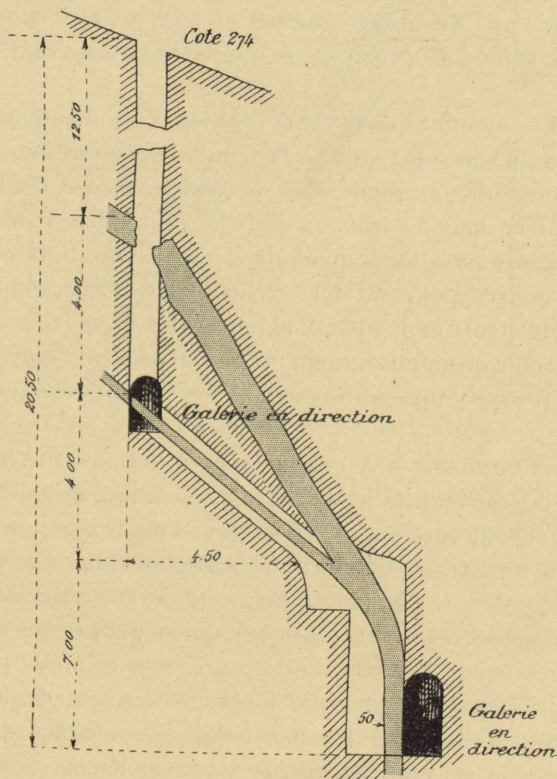 Cote 274
12.50
4.00
20.50
Galerie en direction
4.00
4.50
7.00
50
Galerie
en
direction